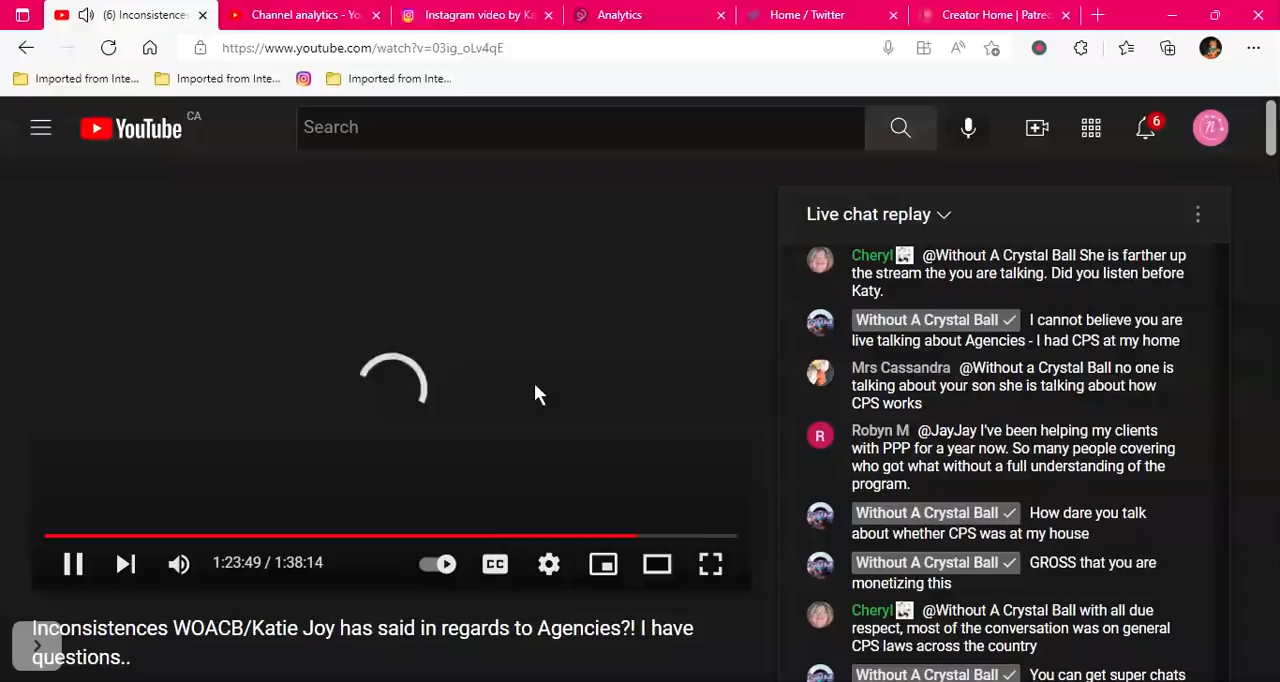 (6) Inconsistence
Channel analytics - Yo
Instagram video by K
Analytics
Home / Twitter
Creator Home | Patre
https://www.youtube.com/watch?v=03ig_oLv4qE
Imported from Inte...
Imported from Inte...
Imported from Inte...
YouTube CA
Search
6
Live chat replay
Cheryl @Without A Crystal Ball She is farther up
the stream the you are talking. Did you listen before
Katy.
Without A Crystal Ball I cannot believe you are
live talking about Agencies - I had CPS at my home
Mrs Cassandra @Without a Crystal Ball no one is
talking about your son she is talking about how
CPS works
R
Robyn M @JayJay I've been helping my clients
with PPP for a year now. So many people covering
who got what without a full understanding of the
program.
Without A Crystal Ball How dare you talk
about whether CPS was at my house
Without A Crystal Ball GROSS that you are
monetizing this
Cheryl @Without A Crystal Ball with all due
respect, most of the conversation was on general
CPS laws across the country
Without A Crystal Ball You can get super chats
1:23:49 / 1:38:14
CC
Inconsistences WOACB/Katie Joy has said in regards to Agencies?! I have
questions..